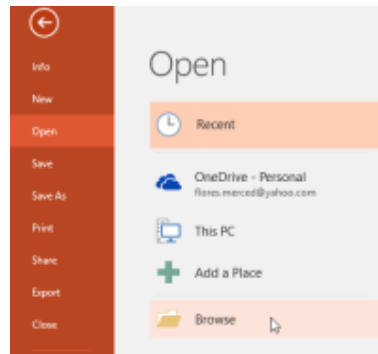 Info
New
Open
Save
Save As
Print
Share
Export
Close
Open
Recent
OneDrive - Personal
flores.merced@yahoo.com
This PC
Add a Place
Browse